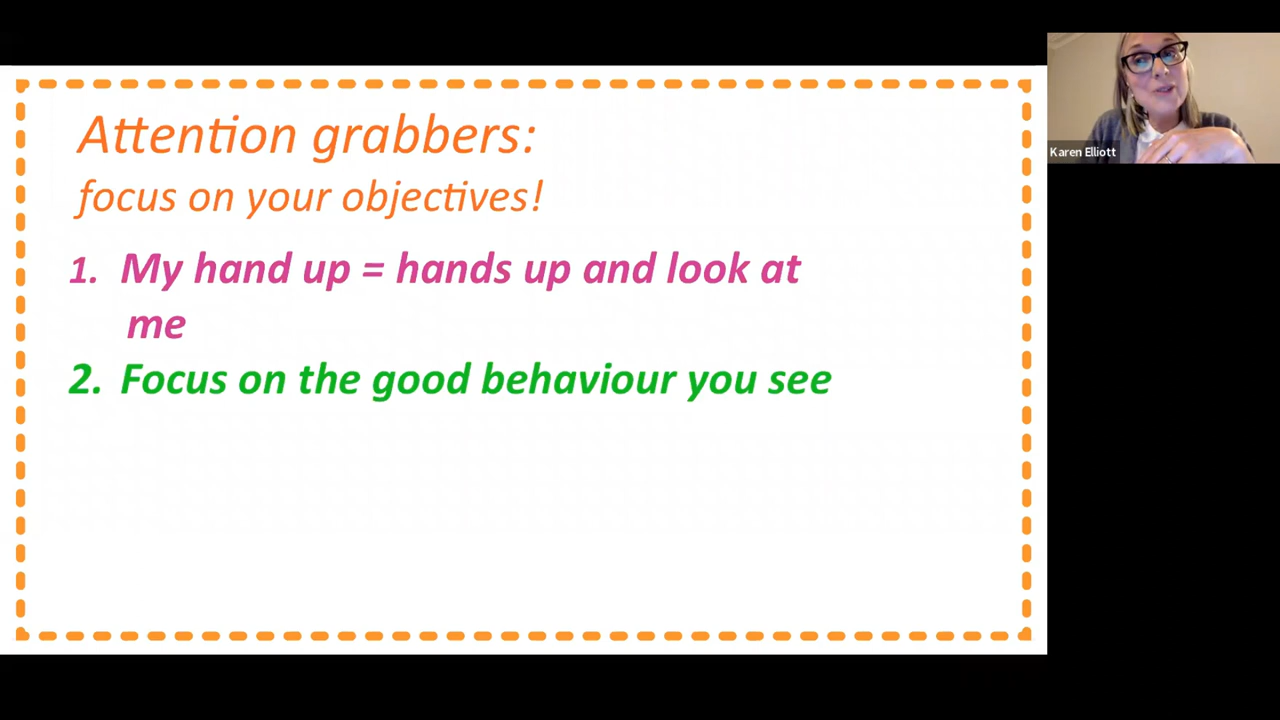 Attention grabbers:
focus on your objectives!
1. My hand up = hands up and look at
me
2. Focus on the good behaviour you see
Karen Elliott